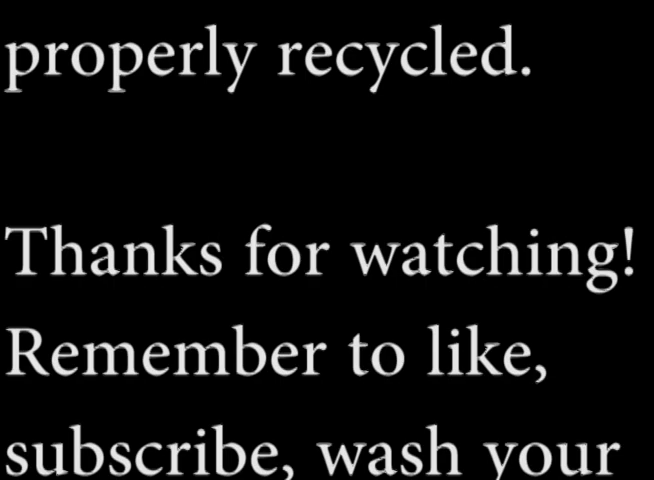 properly recycled.
Thanks for watching!
Remember to like,
subscribe, wash your